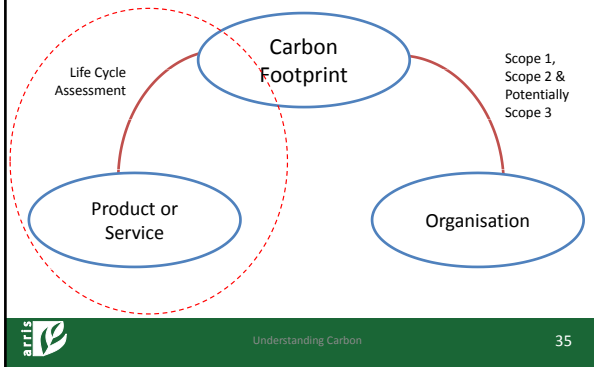 Carbon
Footprint
Life Cycle
Assessment
Scope 1,
Scope 2 &
Potentially
Scope 3
Product or
Service
Organisation
arris
Understanding Carbon
35